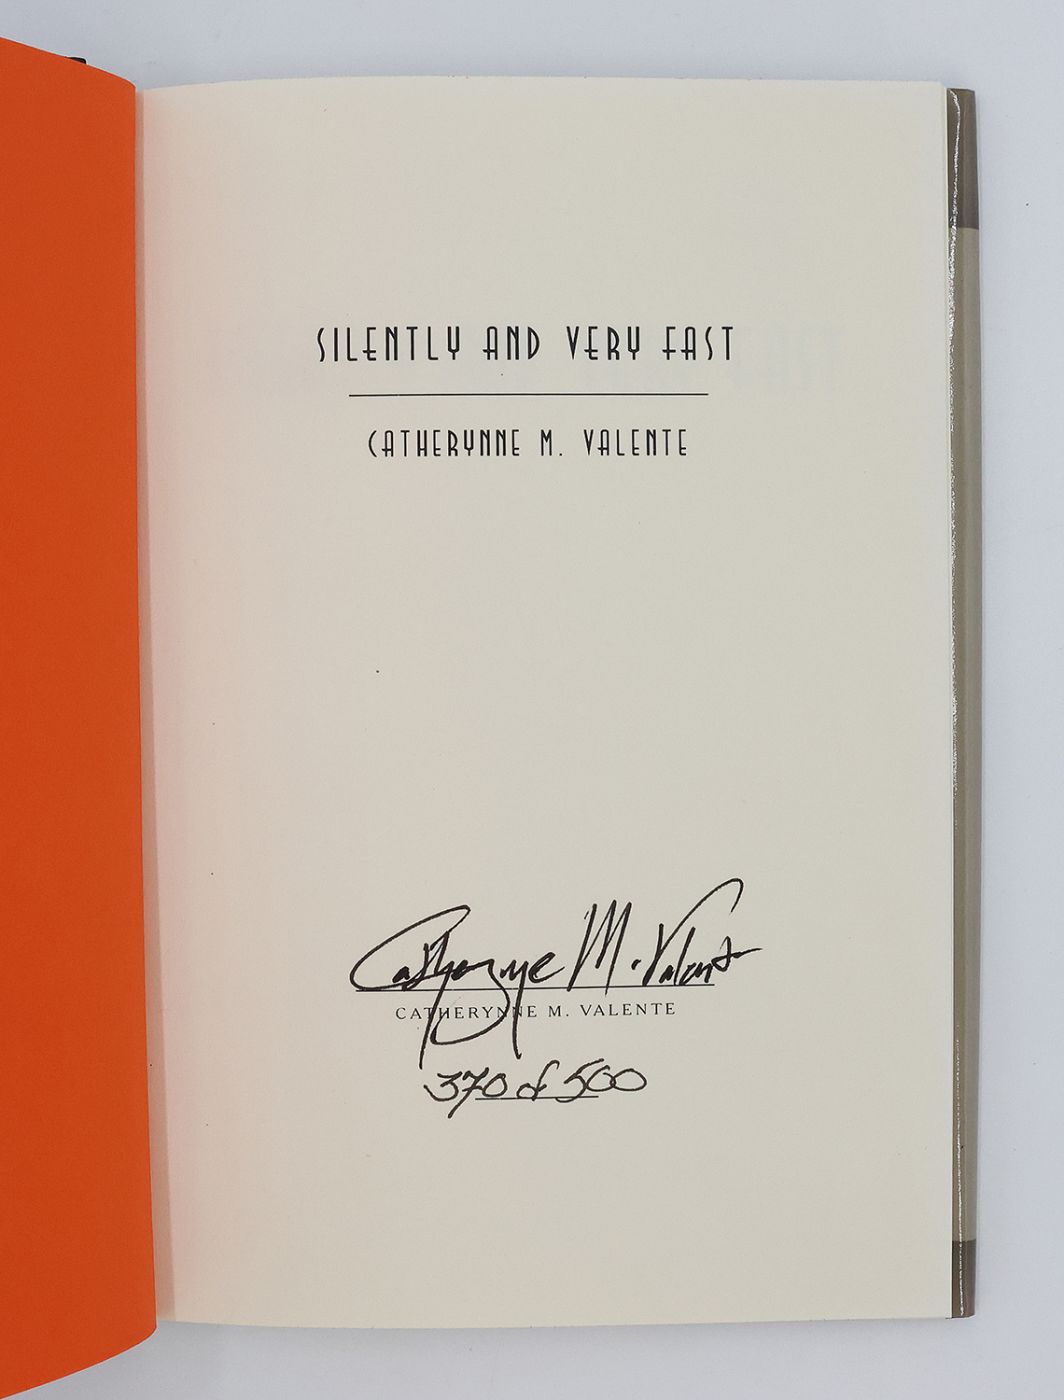 SILENTLY AND VERY FAST
CATHERYNNE M. VALENTE
Catherynne M. Valente
CATHERYNNE M. VALENTE
370 of 500